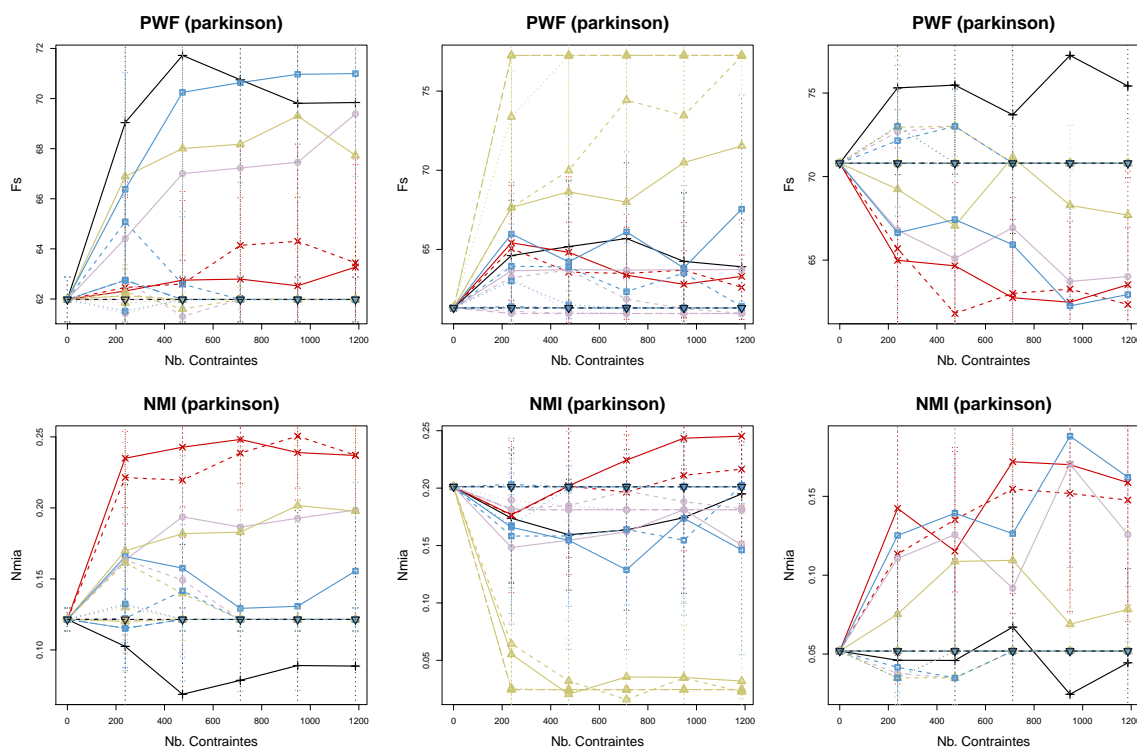 PWF (parkinson)
Fs
72
70
68
66
64
62
0 200 400 600 800 1000 1200
Nb. Contraintes
PWF (parkinson)
Fs
75
70
65
0 200 400 600 800 1000 1200
Nb. Contraintes
PWF (parkinson)
Fs
75
70
65
0 200 400 600 800 1000 1200
Nb. Contraintes
NMI (parkinson)
Nmia
0.25
0.20
0.15
0.10
0 200 400 600 800 1000 1200
Nb. Contraintes
NMI (parkinson)
Nmia
0.25
0.20
0.15
0.10
0.05
0 200 400 600 800 1000 1200
Nb. Contraintes
NMI (parkinson)
Nmia
0.15
0.10
0.05
0 200 400 600 800 1000 1200
Nb. Contraintes